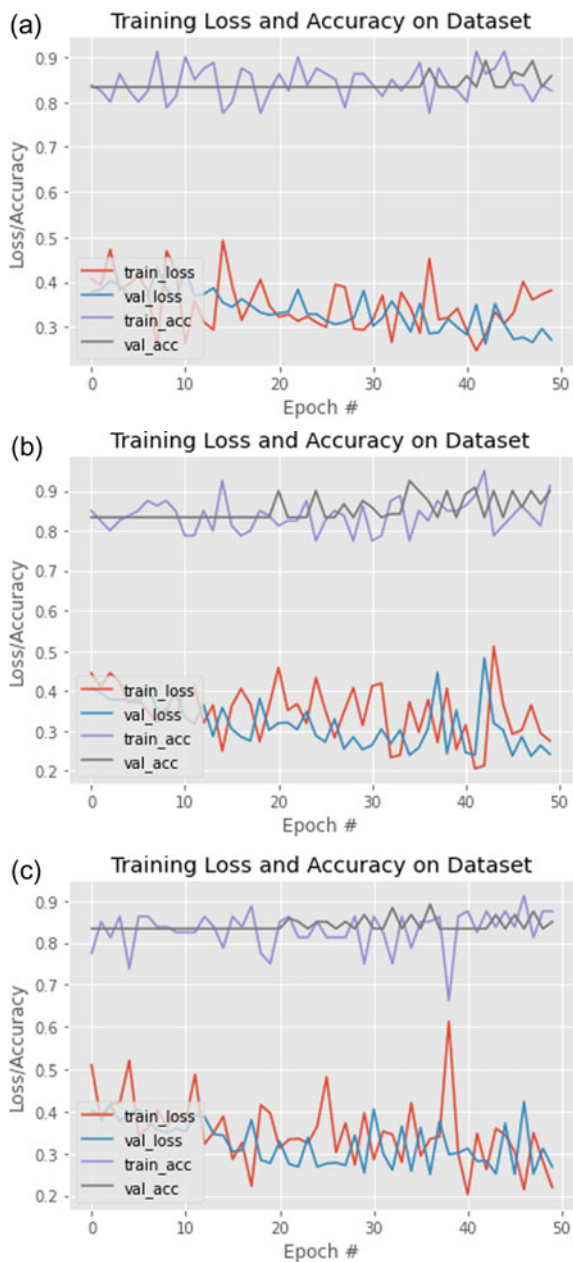 (a)
Training Loss and Accuracy on Dataset
0.9
0.8
0.7
0.6
0.5
0.4
0.3
Loss/Accuracy
train_loss
val_loss
train_acc
val_acc
0 10 20 30 40 50
Epoch #
(b)
Training Loss and Accuracy on Dataset
0.9
0.8
0.7
0.6
0.5
0.4
0.3
0.2
Loss/Accuracy
train_loss
val_loss
train_acc
val_acc
0 10 20 30 40 50
Epoch #
(c)
Training Loss and Accuracy on Dataset
0.9
0.8
0.7
0.6
0.5
0.4
0.3
0.2
Loss/Accuracy
train_loss
val_loss
train_acc
val_acc
0 10 20 30 40 50
Epoch #